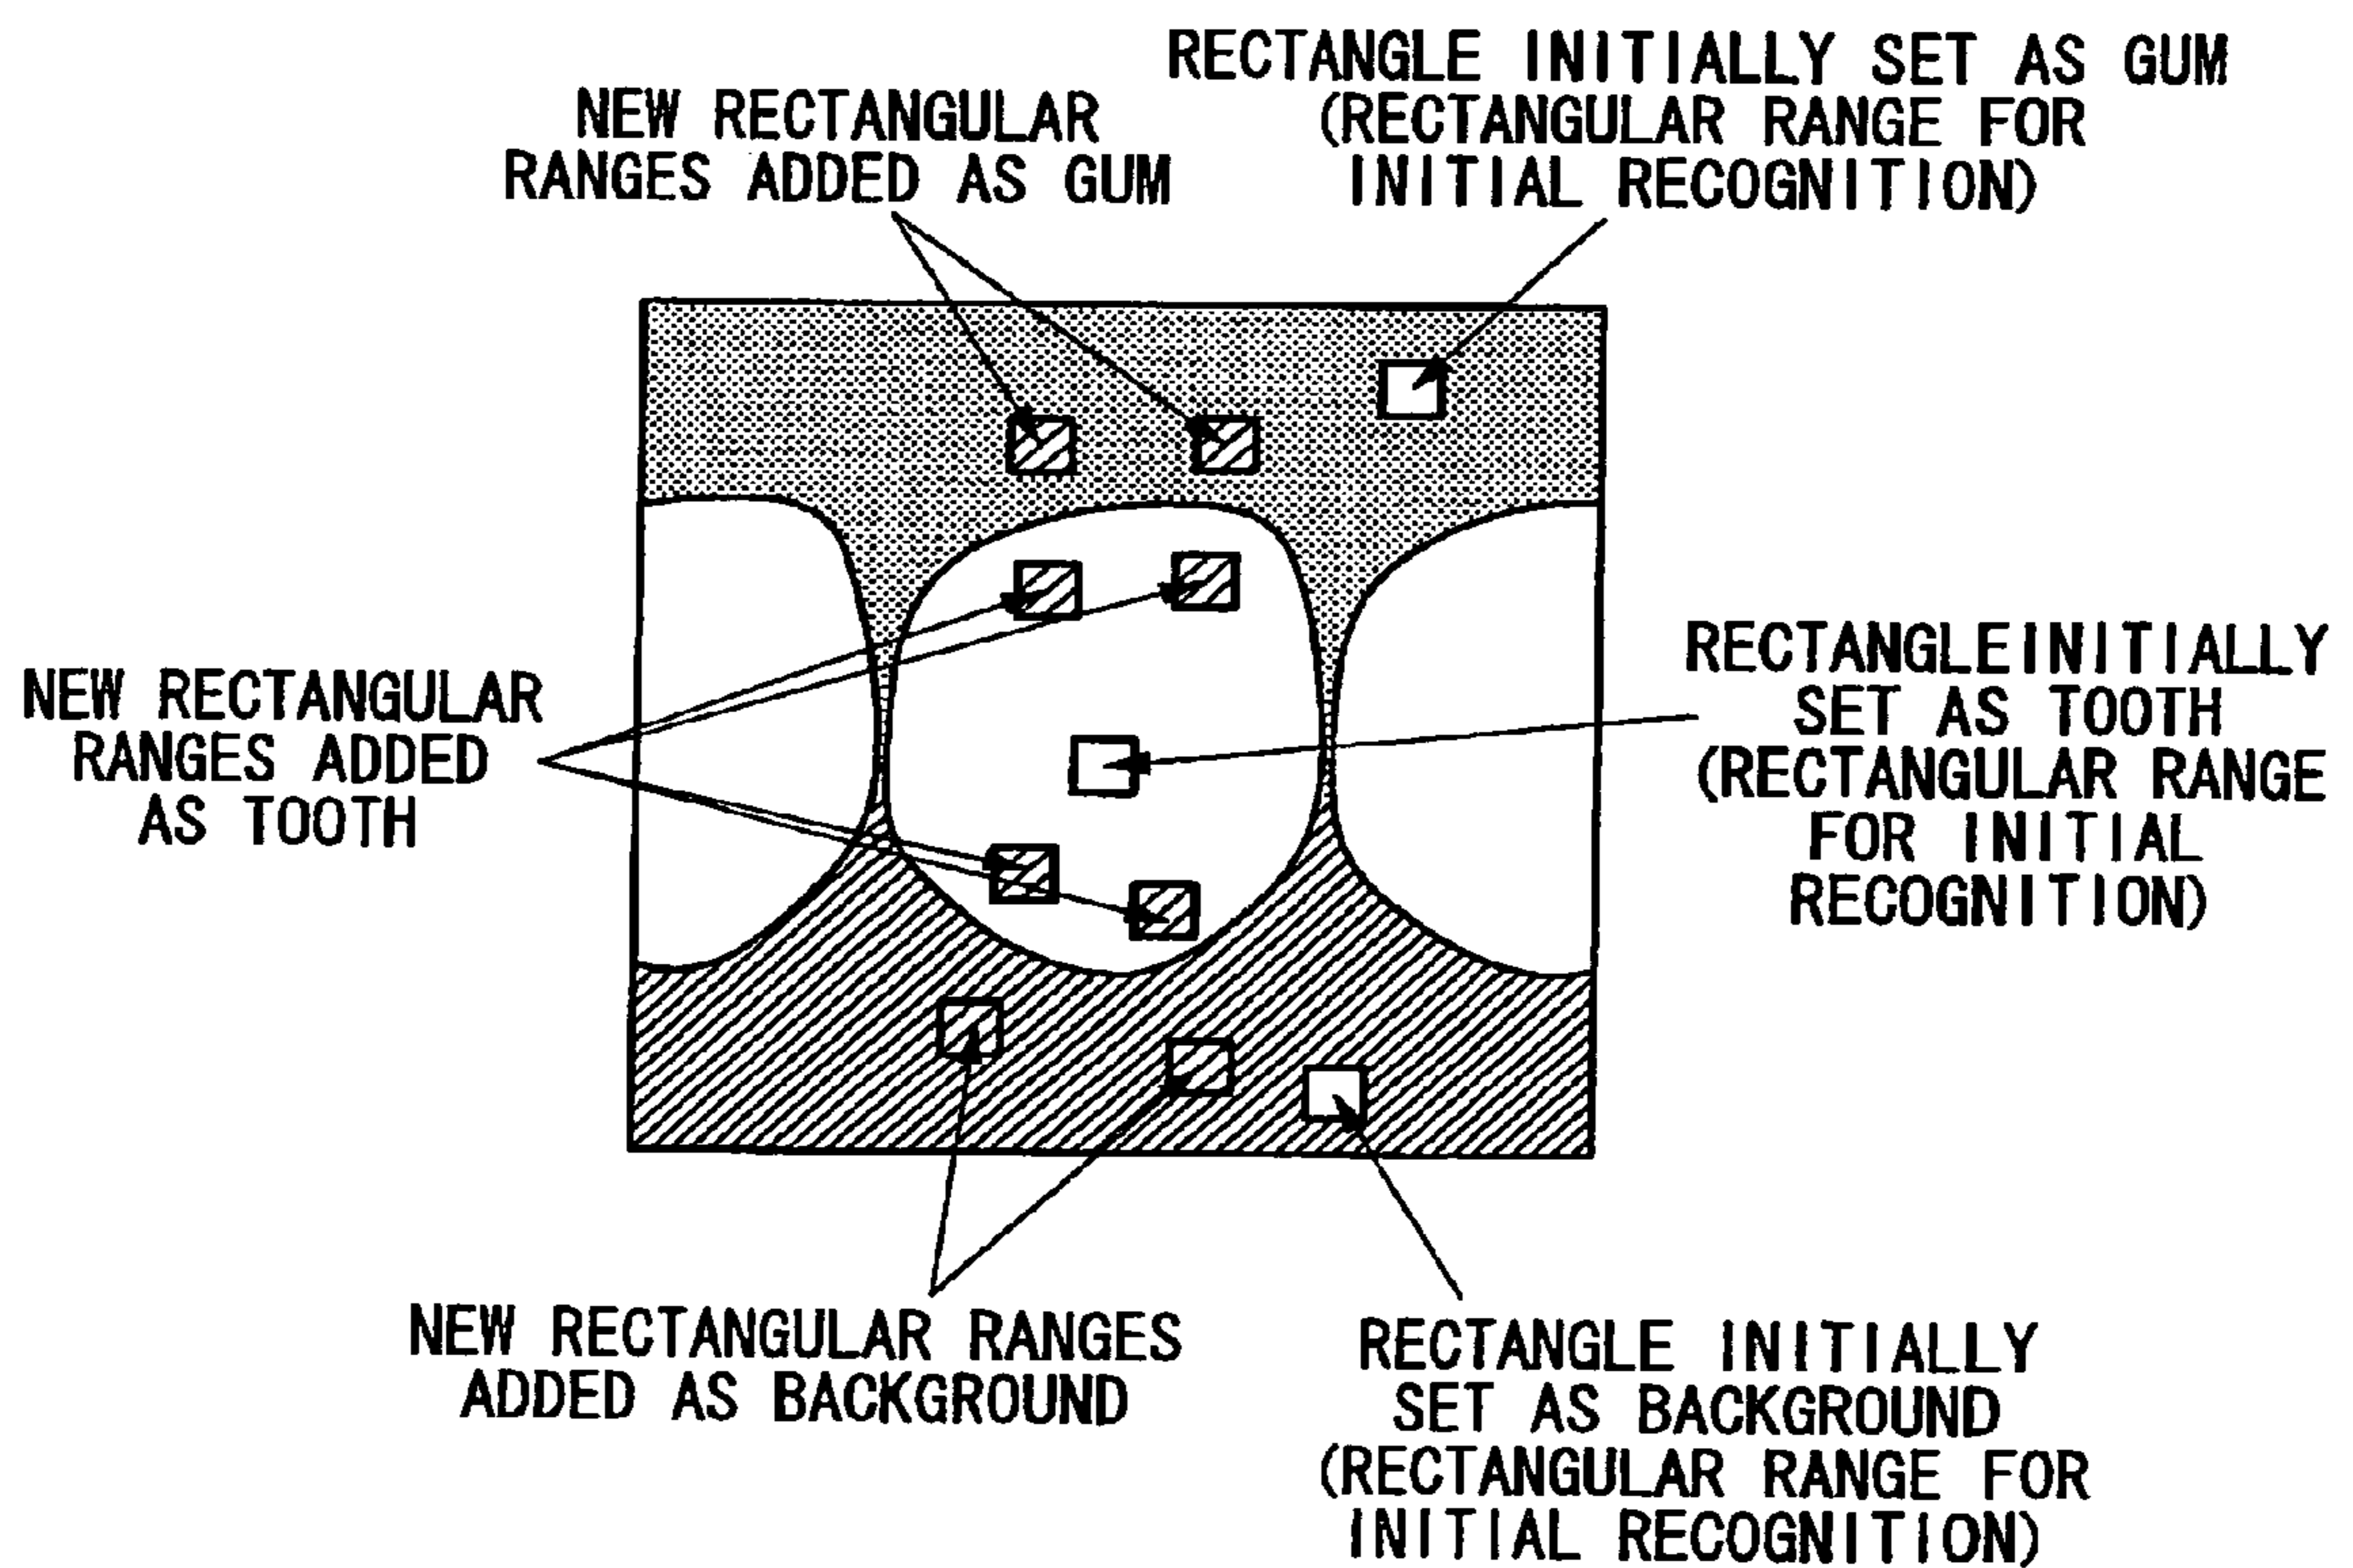 RECTANGLE INITIALLY SET AS GUM
(RECTANGULAR RANGE FOR
INITIAL RECOGNITION)
NEW RECTANGULAR
RANGES ADDED AS GUM
RECTANGLE INITIALLY
SET AS TOOTH
(RECTANGULAR RANGE
FOR INITIAL
RECOGNITION)
NEW RECTANGULAR
RANGES ADDED
AS TOOTH
NEW RECTANGULAR RANGES
ADDED AS BACKGROUND
RECTANGLE INITIALLY
SET AS BACKGROUND
(RECTANGULAR RANGE FOR
INITIAL RECOGNITION)